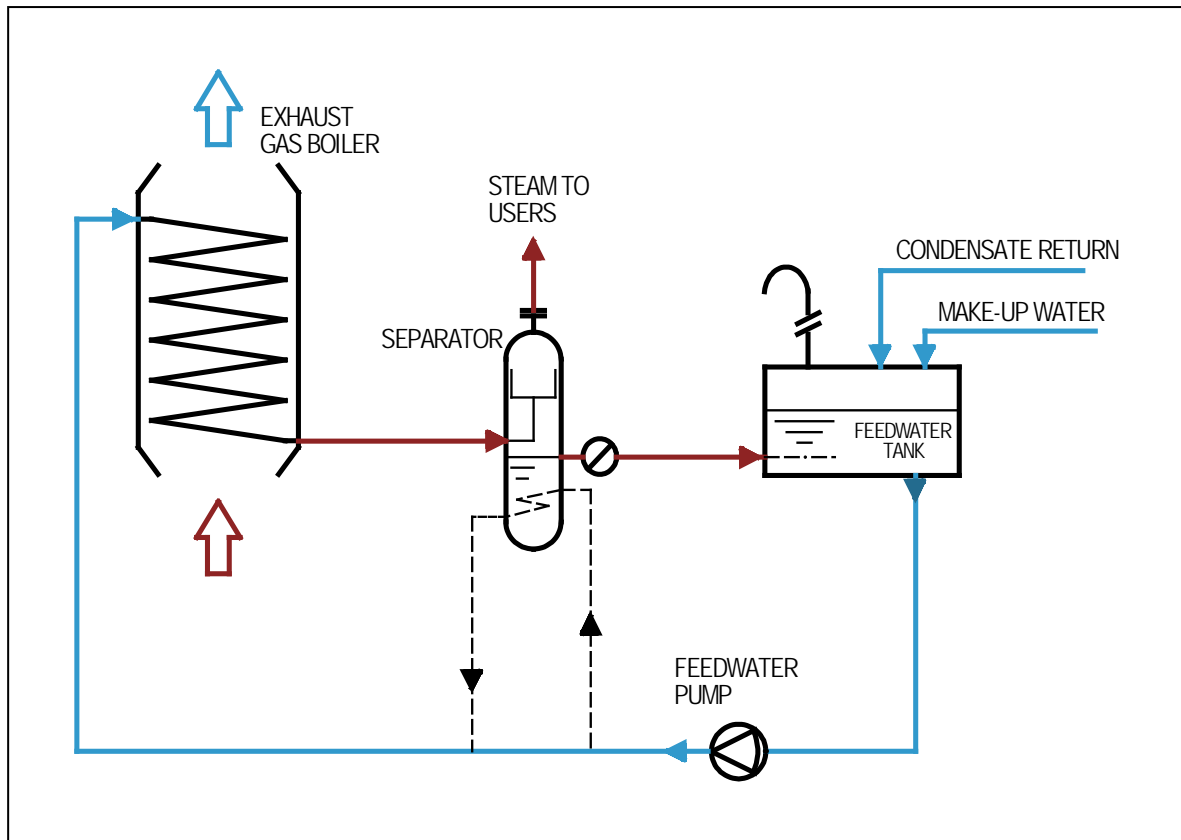 EXHAUST
GAS BOILER
STEAM TO
USERS
CONDENSATE RETURN
MAKE-UP WATER
SEPARATOR
FEEDWATER
TANK
FEEDWATER
PUMP